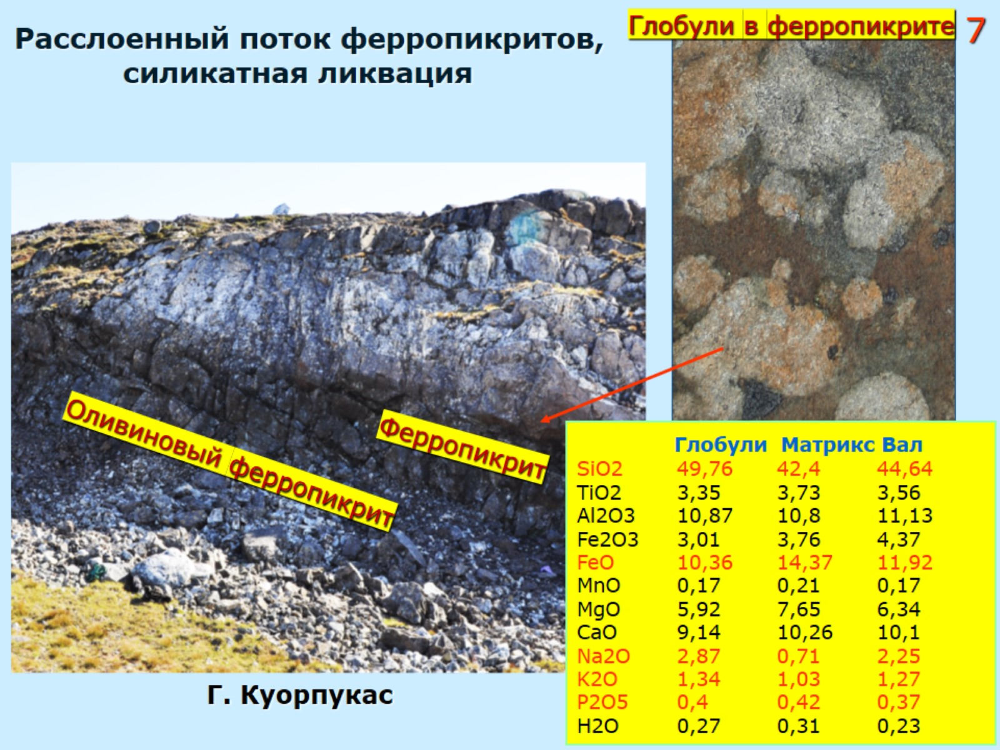 Расслоенный поток ферропикритов,
силикатная ликвация
Глобули в ферропикрите
7
Оливиновый ферропикрит
Ферропикрит
Г. Куорпукас
Глобули Матрикс Вал
SiO2 49,76 42,4 44,64
TiO2 3,35 3,73 3,56
Al2O3 10,87 10,8 11,13
Fe2O3 3,01 3,76 4,37
FeO 10,36 14,37 11,92
MnO 0,17 0,21 0,17
MgO 5,92 7,65 6,34
CaO 9,14 10,26 10,1
Na2O 2,87 0,71 2,25
K2O 1,34 1,03 1,27
P2O5 0,4 0,42 0,37
H2O 0,27 0,31 0,23